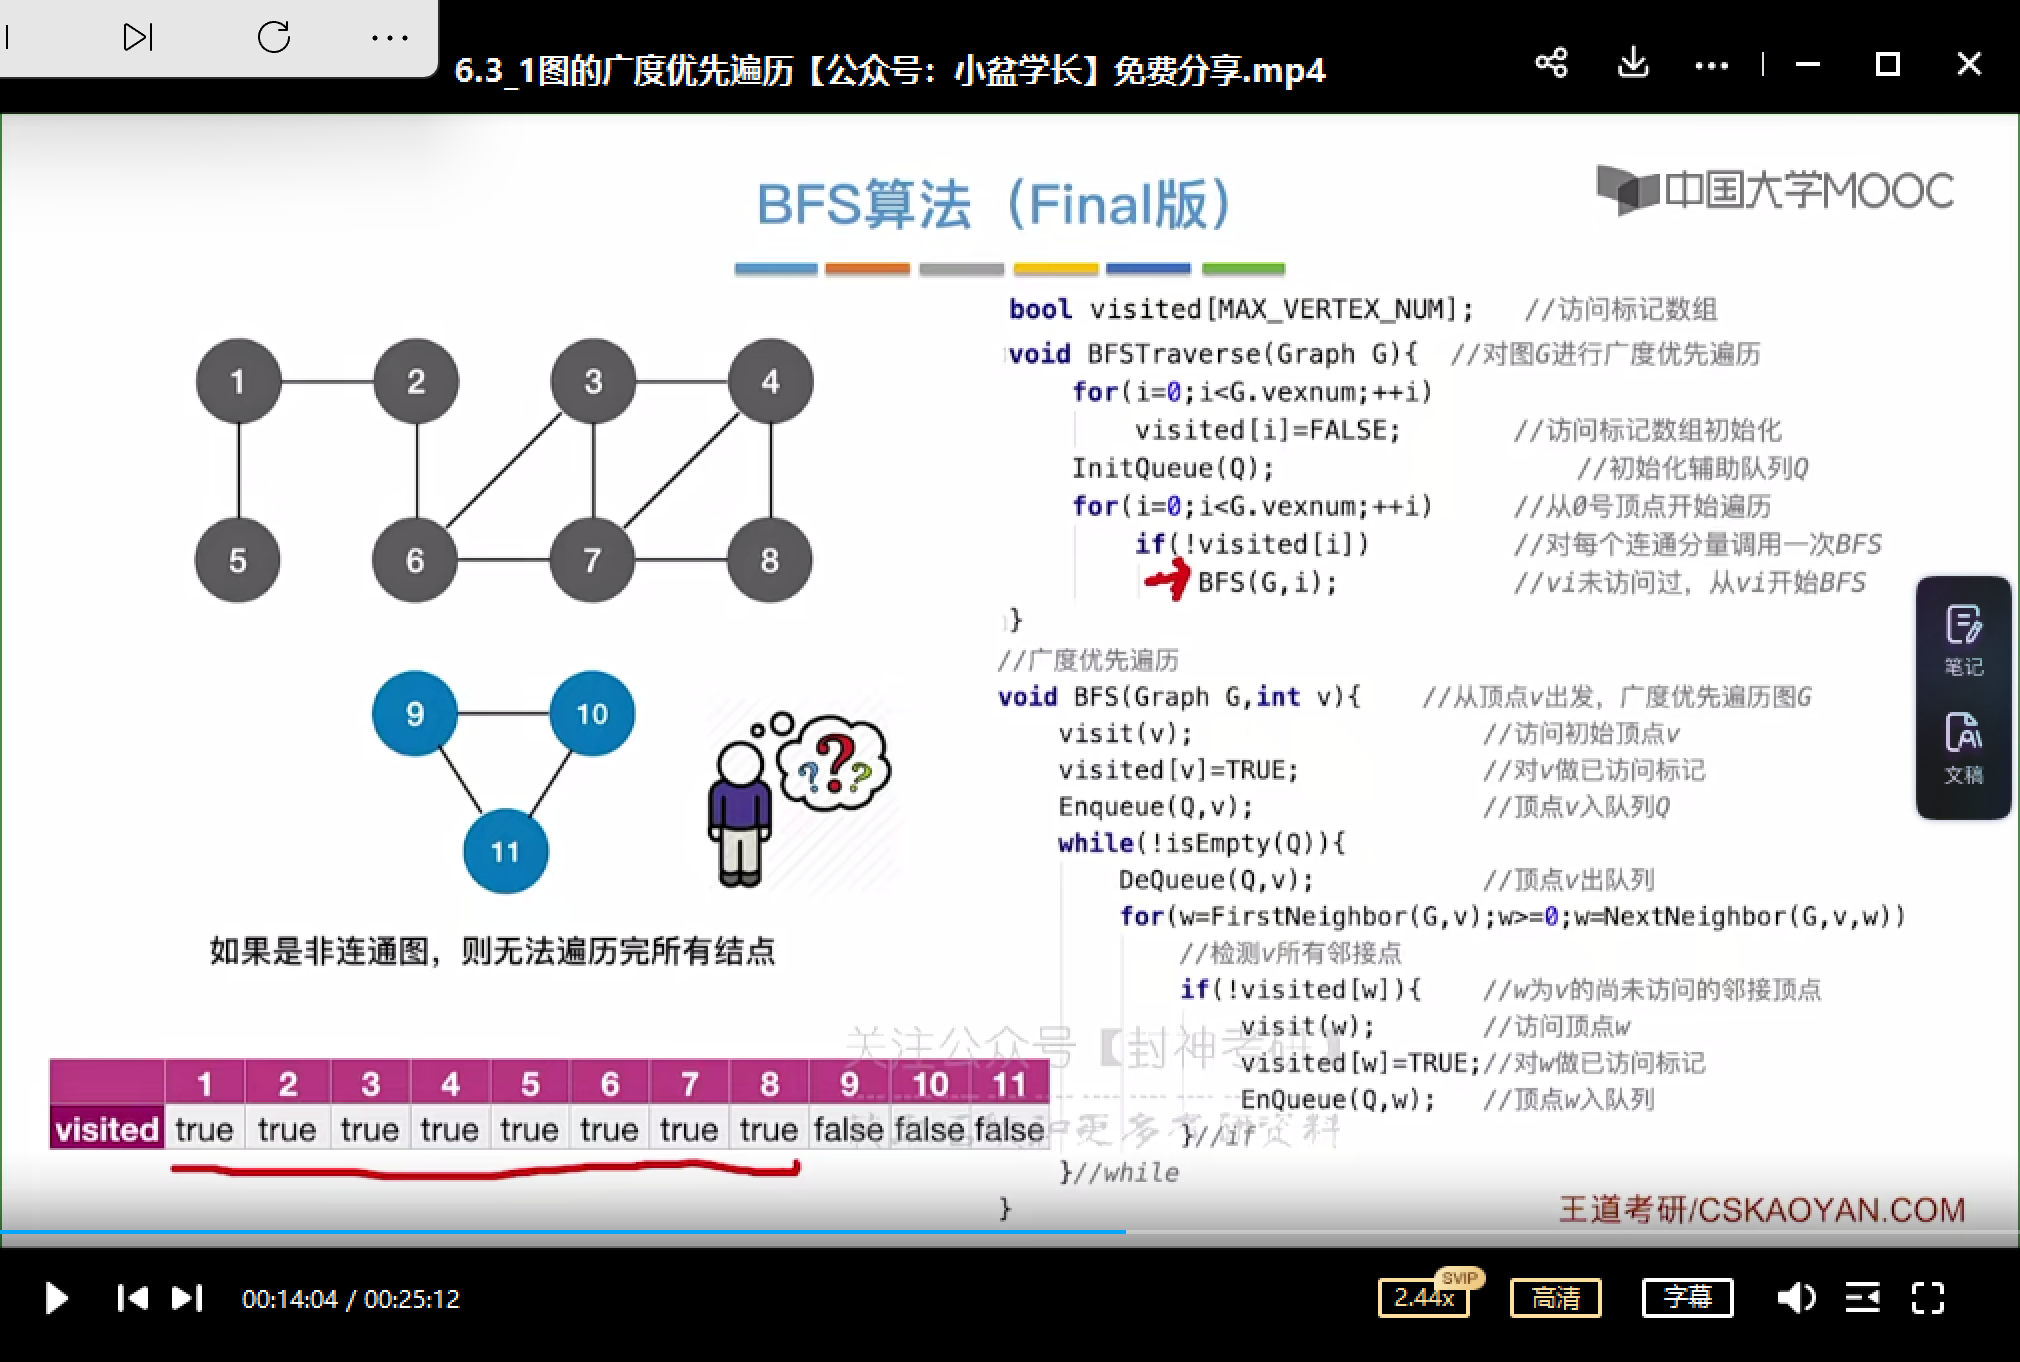 6.3_1图的广度优先遍历【公众号：小盆学长】免费分享.mp4
BFS算法（Final版）
中国大学MOOC
1
2
3
4
5
6
7
8
9
10
11
如果是非连通图，则无法遍历完所有结点
1 2 3 4 5 6 7 8 9 10 11
visited true true true true true true true true false false false
bool visited[MAX_VERTEX_NUM]; //访问标记数组
void BFSTraverse(Graph G){ //对图G进行广度优先遍历
for(i=0;i<G.vexnum;++i)
visited[i]=FALSE; //访问标记数组初始化
InitQueue(Q); //初始化辅助队列Q
for(i=0;i<G.vexnum;++i) //从0号顶点开始遍历
if(!visited[i]) //对每个连通分量调用一次BFS
BFS(G,i); //vi未访问过，从vi开始BFS
}
//广度优先遍历
void BFS(Graph G,int v){ //从顶点v出发，广度优先遍历图G
visit(v); //访问初始顶点v
visited[v]=TRUE; //对v做已访问标记
Enqueue(Q,v); //顶点v入队列Q
while(!isEmpty(Q)){
DeQueue(Q,v); //顶点v出队列
for(w=FirstNeighbor(G,v);w>=0;w=NextNeighbor(G,v,w))
//检测v所有邻接点
if(!visited[w]){ //w为v的尚未访问的邻接顶点
visit(w); //访问顶点w
visited[w]=TRUE;//对w做已访问标记
EnQueue(Q,w); //顶点w入队列
}//if
}//while
}
关注公众号【封神考研】
更多考研资料
王道考研/CSKAOYAN.COM
笔记
文稿
00:14:04 / 00:25:12
2.44x
SVIP
高清
字幕